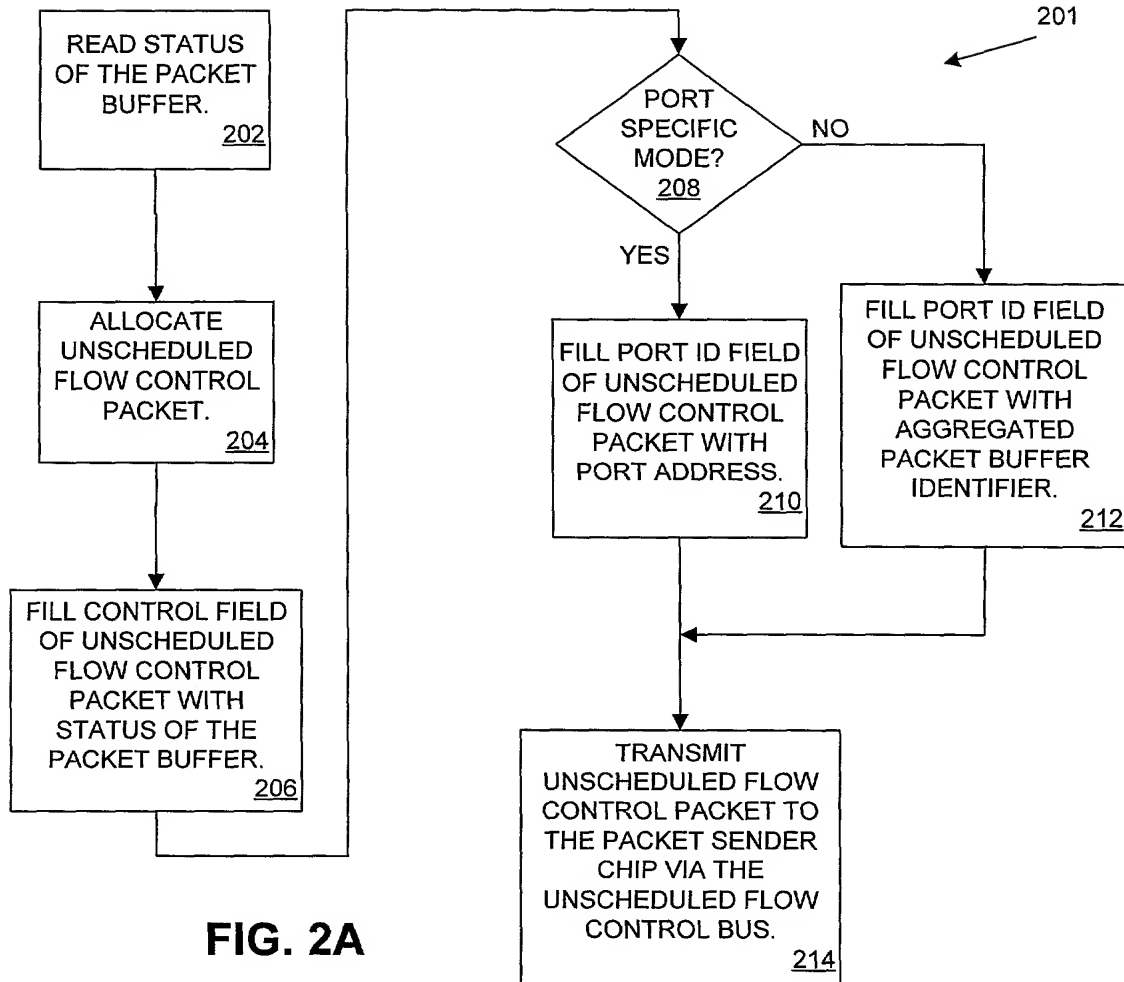 READ STATUS
OF THE PACKET
BUFFER.
202
ALLOCATE
UNSCHEDULED
FLOW CONTROL
PACKET.
204
FILL CONTROL FIELD
OF UNSCHEDULED
FLOW CONTROL
PACKET WITH
STATUS OF THE
PACKET BUFFER.
206
201
PORT
SPECIFIC
MODE?
208
NO
YES
FILL PORT ID FIELD
OF UNSCHEDULED
FLOW CONTROL
PACKET WITH
PORT ADDRESS.
210
FILL PORT ID FIELD
OF UNSCHEDULED
FLOW CONTROL
PACKET WITH
AGGREGATED
PACKET BUFFER
IDENTIFIER.
212
TRANSMIT
UNSCHEDULED FLOW
CONTROL PACKET TO
THE PACKET SENDER
CHIP VIA THE
UNSCHEDULED FLOW
CONTROL BUS.
214
FIG. 2A